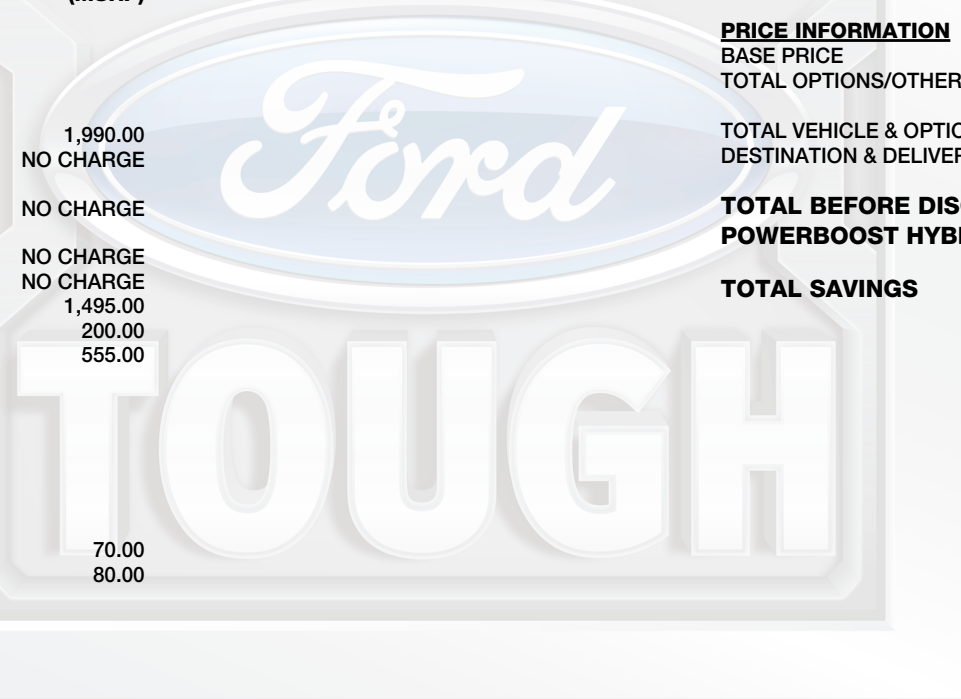 (MSRP)
1,990.00
NO CHARGE
NO CHARGE
NO CHARGE
NO CHARGE
1,495.00
200.00
555.00
70.00
80.00
PRICE INFORMATION
BASE PRICE
TOTAL OPTIONS/OTHER
TOTAL VEHICLE & OPTIO
DESTINATION & DELIVER
TOTAL BEFORE DIS
POWERBOOST HYB
TOTAL SAVINGS
Ford
TOUGH